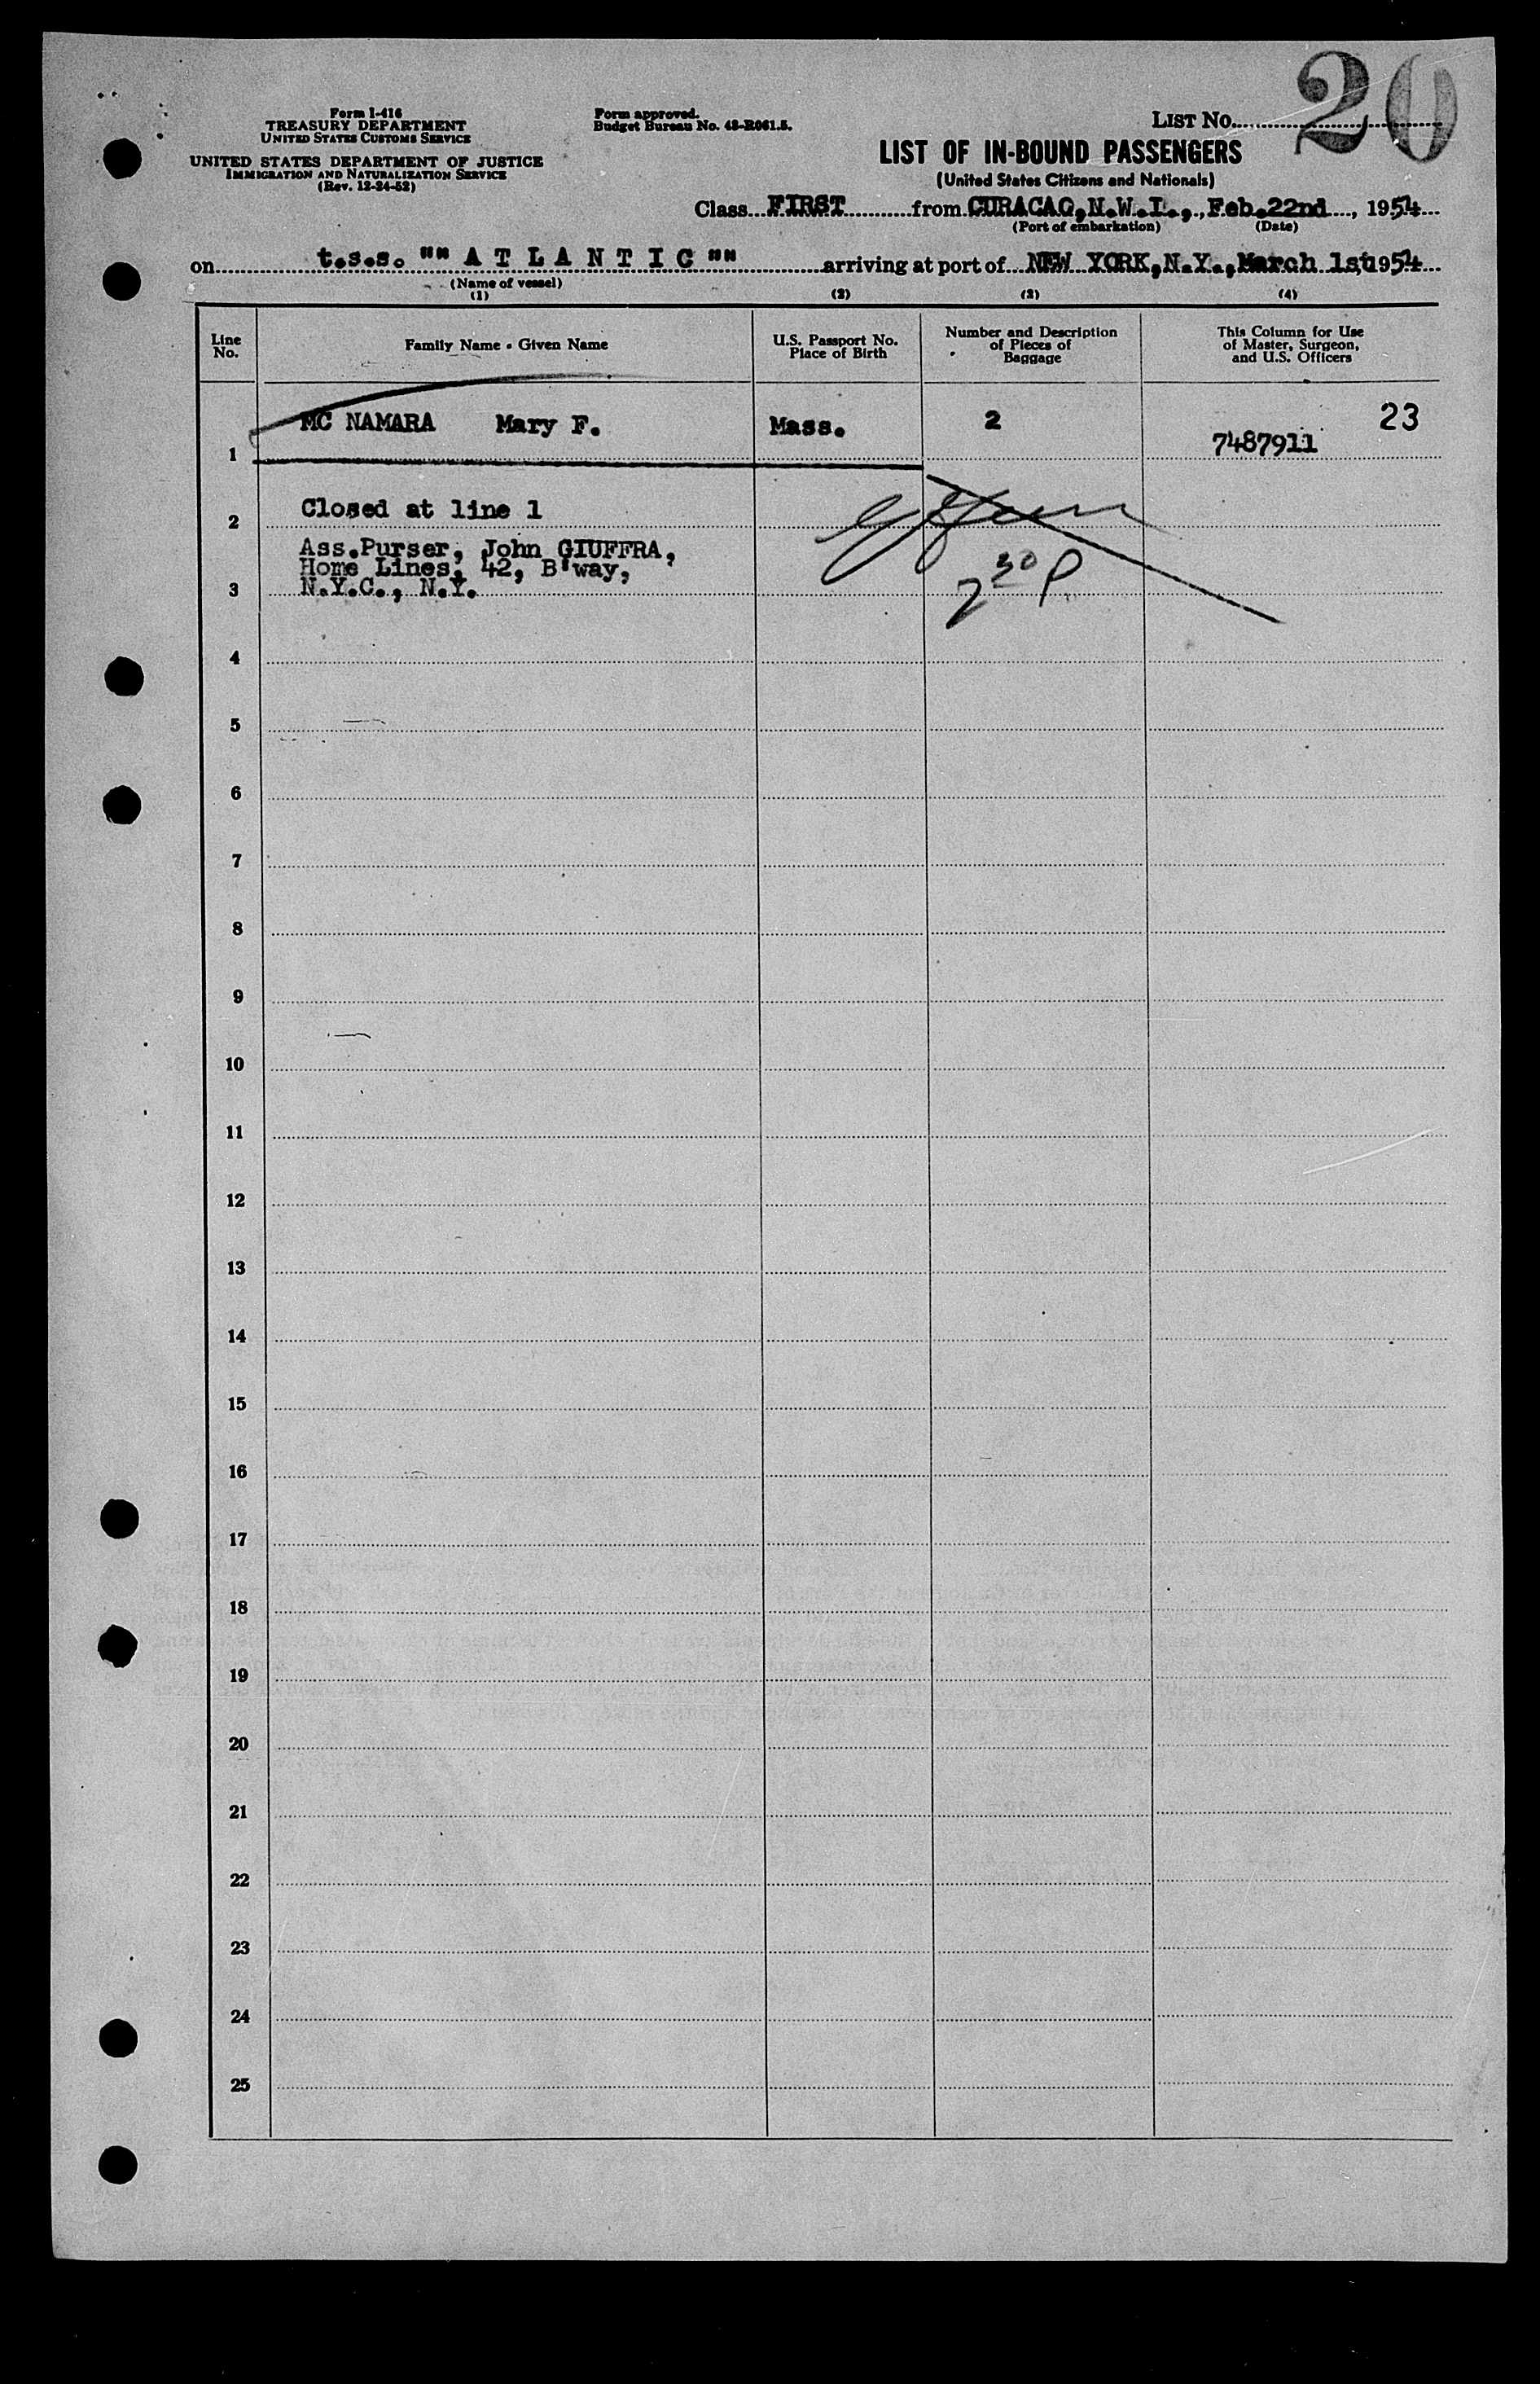 20
Form I-416
TREASURY DEPARTMENT
UNITED STATES CUSTOMS SERVICE
UNITED STATES DEPARTMENT OF JUSTICE
IMMIGRATION AND NATURALIZATION SERVICE
(Rev. 12-24-52)
Form approved.
Budget Bureau No. 43-R061.5.
LIST NO.
LIST OF IN-BOUND PASSENGERS
(United States Citizens and Nationals)
Class FIRST from CURACAO, N.W.I., Feb. 22nd, 1954
(Port of embarkation) (Date)
on t.s.s. "" A T L A N T I C "" arriving at port of NEW YORK, N.Y., March 1st, 1954
(Name of vessel)
(1) (2) (3) (4)
Line No. Family Name - Given Name U.S. Passport No. Place of Birth Number and Description of Pieces of Baggage This Column for Use of Master, Surgeon, and U.S. Officers
1 MC NAMARA Mary F. Mass. 2 7487911 23
2 Closed at line 1
Ass.Purser, John GIUFFRA,
Home Lines, 42, B'way,
3 N.Y.C., N.Y. 2 30 P
4
5
6
7
8
9
10
11
12
13
14
15
16
17
18
19
20
21
22
23
24
25